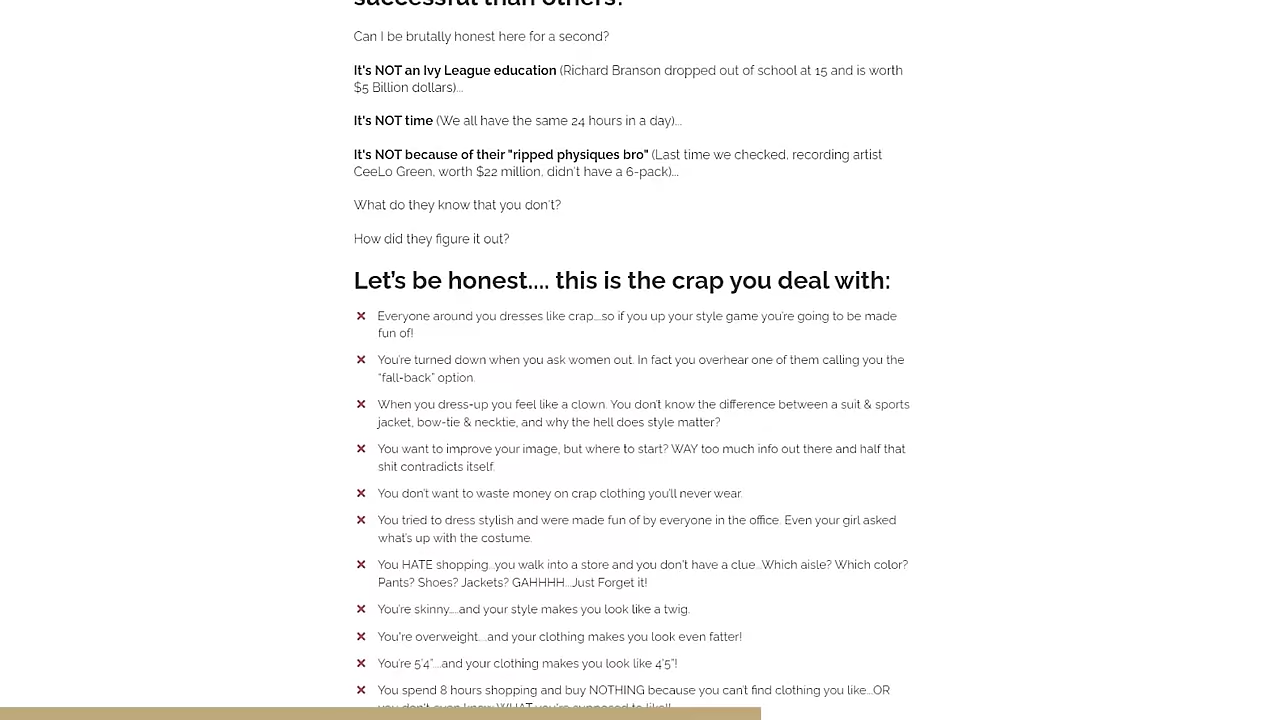 successful than others?
Can I be brutally honest here for a second?
It's NOT an Ivy League education (Richard Branson dropped out of school at 15 and is worth
$5 Billion dollars)...
It's NOT time (We all have the same 24 hours in a day)...
It's NOT because of their "ripped physiques bro" (Last time we checked, recording artist
CeeLo Green, worth $22 million, didn't have a 6-pack)...
What do they know that you don't?
How did they figure it out?
Let's be honest.... this is the crap you deal with:
Everyone around you dresses like crap....so if you up your style game you're going to be made
fun of!
You're turned down when you ask women out. In fact you overhear one of them calling you the
"fall-back" option.
When you dress-up you feel like a clown. You don't know the difference between a suit & sports
jacket, bow-tie & necktie, and why the hell does style matter?
You want to improve your image, but where to start? WAY too much info out there and half that
shit contradicts itself.
You don't want to waste money on crap clothing you'll never wear.
You tried to dress stylish and were made fun of by everyone in the office. Even your girl asked
what's up with the costume.
You HATE shopping...you walk into a store and you don't have a clue...Which aisle? Which color?
Pants? Shoes? Jackets? GAHHHH...Just Forget it!
You're skinny.....and your style makes you look like a twig.
You're overweight....and your clothing makes you look even fatter!
You're 5'4"....and your clothing makes you look like 4'5"!
You spend 8 hours shopping and buy NOTHING because you can't find clothing you like...OR
you don't even know WHAT you're supposed to like!!